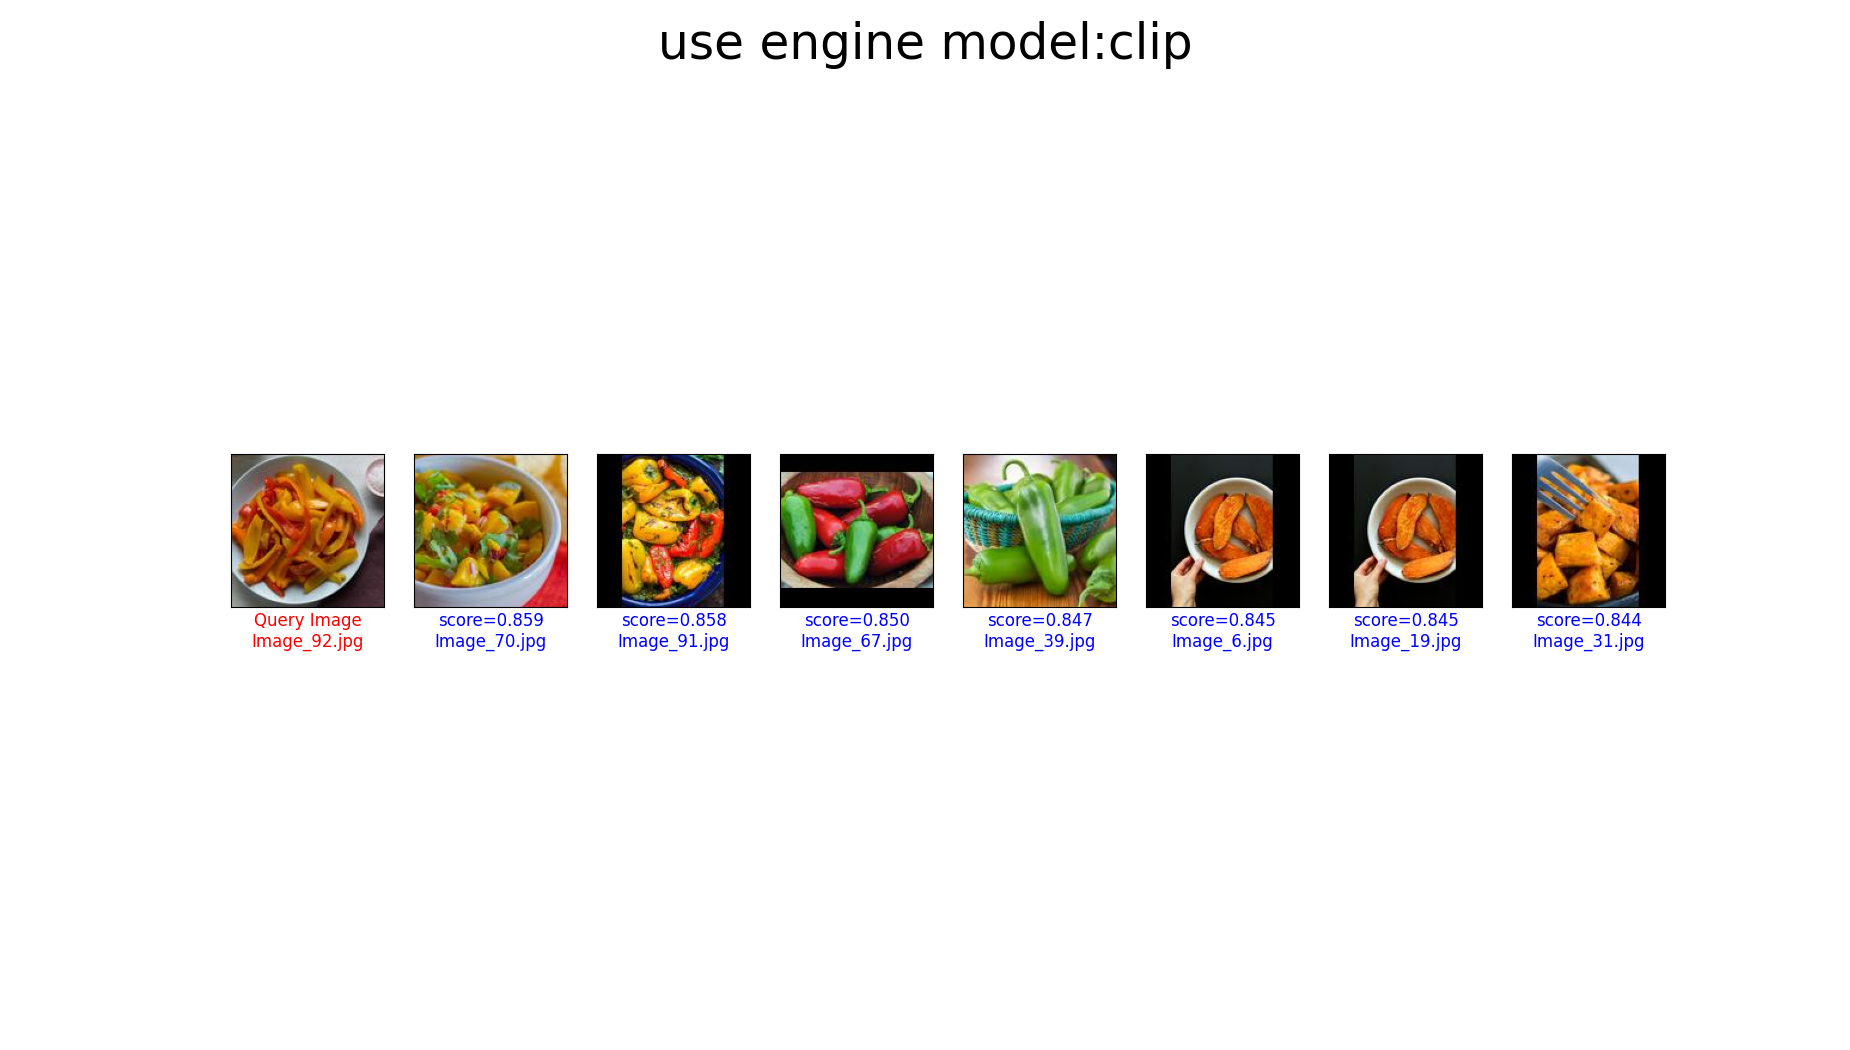 use engine model:clip
Query Image
Image_92.jpg
score=0.859
Image_70.jpg
score=0.858
Image_91.jpg
score=0.850
Image_67.jpg
score=0.847
Image_39.jpg
score=0.845
Image_6.jpg
score=0.845
Image_19.jpg
score=0.844
Image_31.jpg